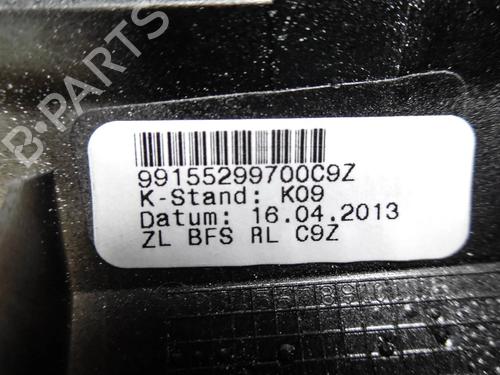 B-PARTS
99155299700C9Z
K-Stand: K09
Datum: 16.04.2013
ZL BFS RL C9Z